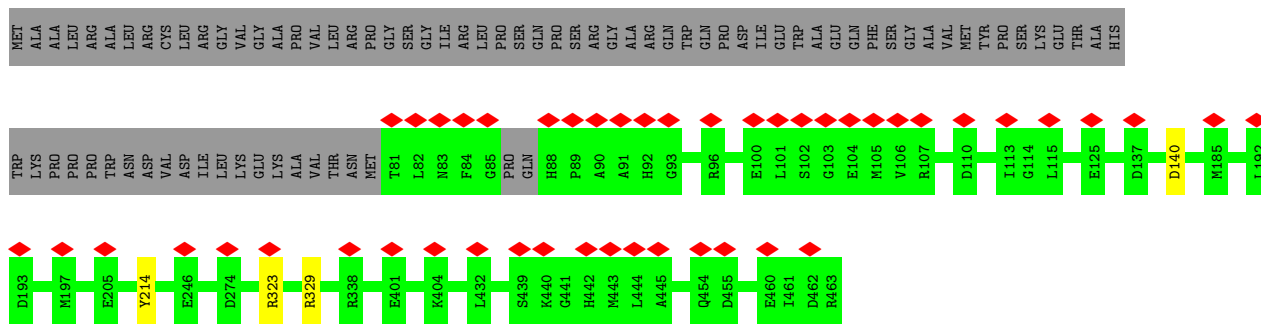 MET ALA ALA LEU ARG ALA LEU ARG CYS LEU ARG GLY VAL GLY ALA PRO VAL LEU ARG PRO GLY SER GLY ILE ARG LEU PRO SER GLN PRO SER ARG GLY ALA ARG GLN TRP GLN PRO ASP ILE GLU TRP ALA GLU GLN PHE SER GLY ALA VAL MET TYR PRO SER LYS GLU THR ALA HIS
TRP LYS PRO PRO PRO TRP ASN ASP VAL ASP ILE LEU LYS GLU LYS ALA VAL THR ASN MET T81 L82 N83 F84 G85 PRO GLN H88 P89 A90 A91 H92 G93 R96 E100 L101 S102 G103 E104 M105 V106 R107 D110 I113 G114 L115 E125 D137 D140 M185 L192
D193 M197 E205 Y214 E246 D274 R323 R329 R338 E401 K404 L432 S439 K440 G441 H442 M443 L444 A445 Q454 D455 E460 I461 D462 R463